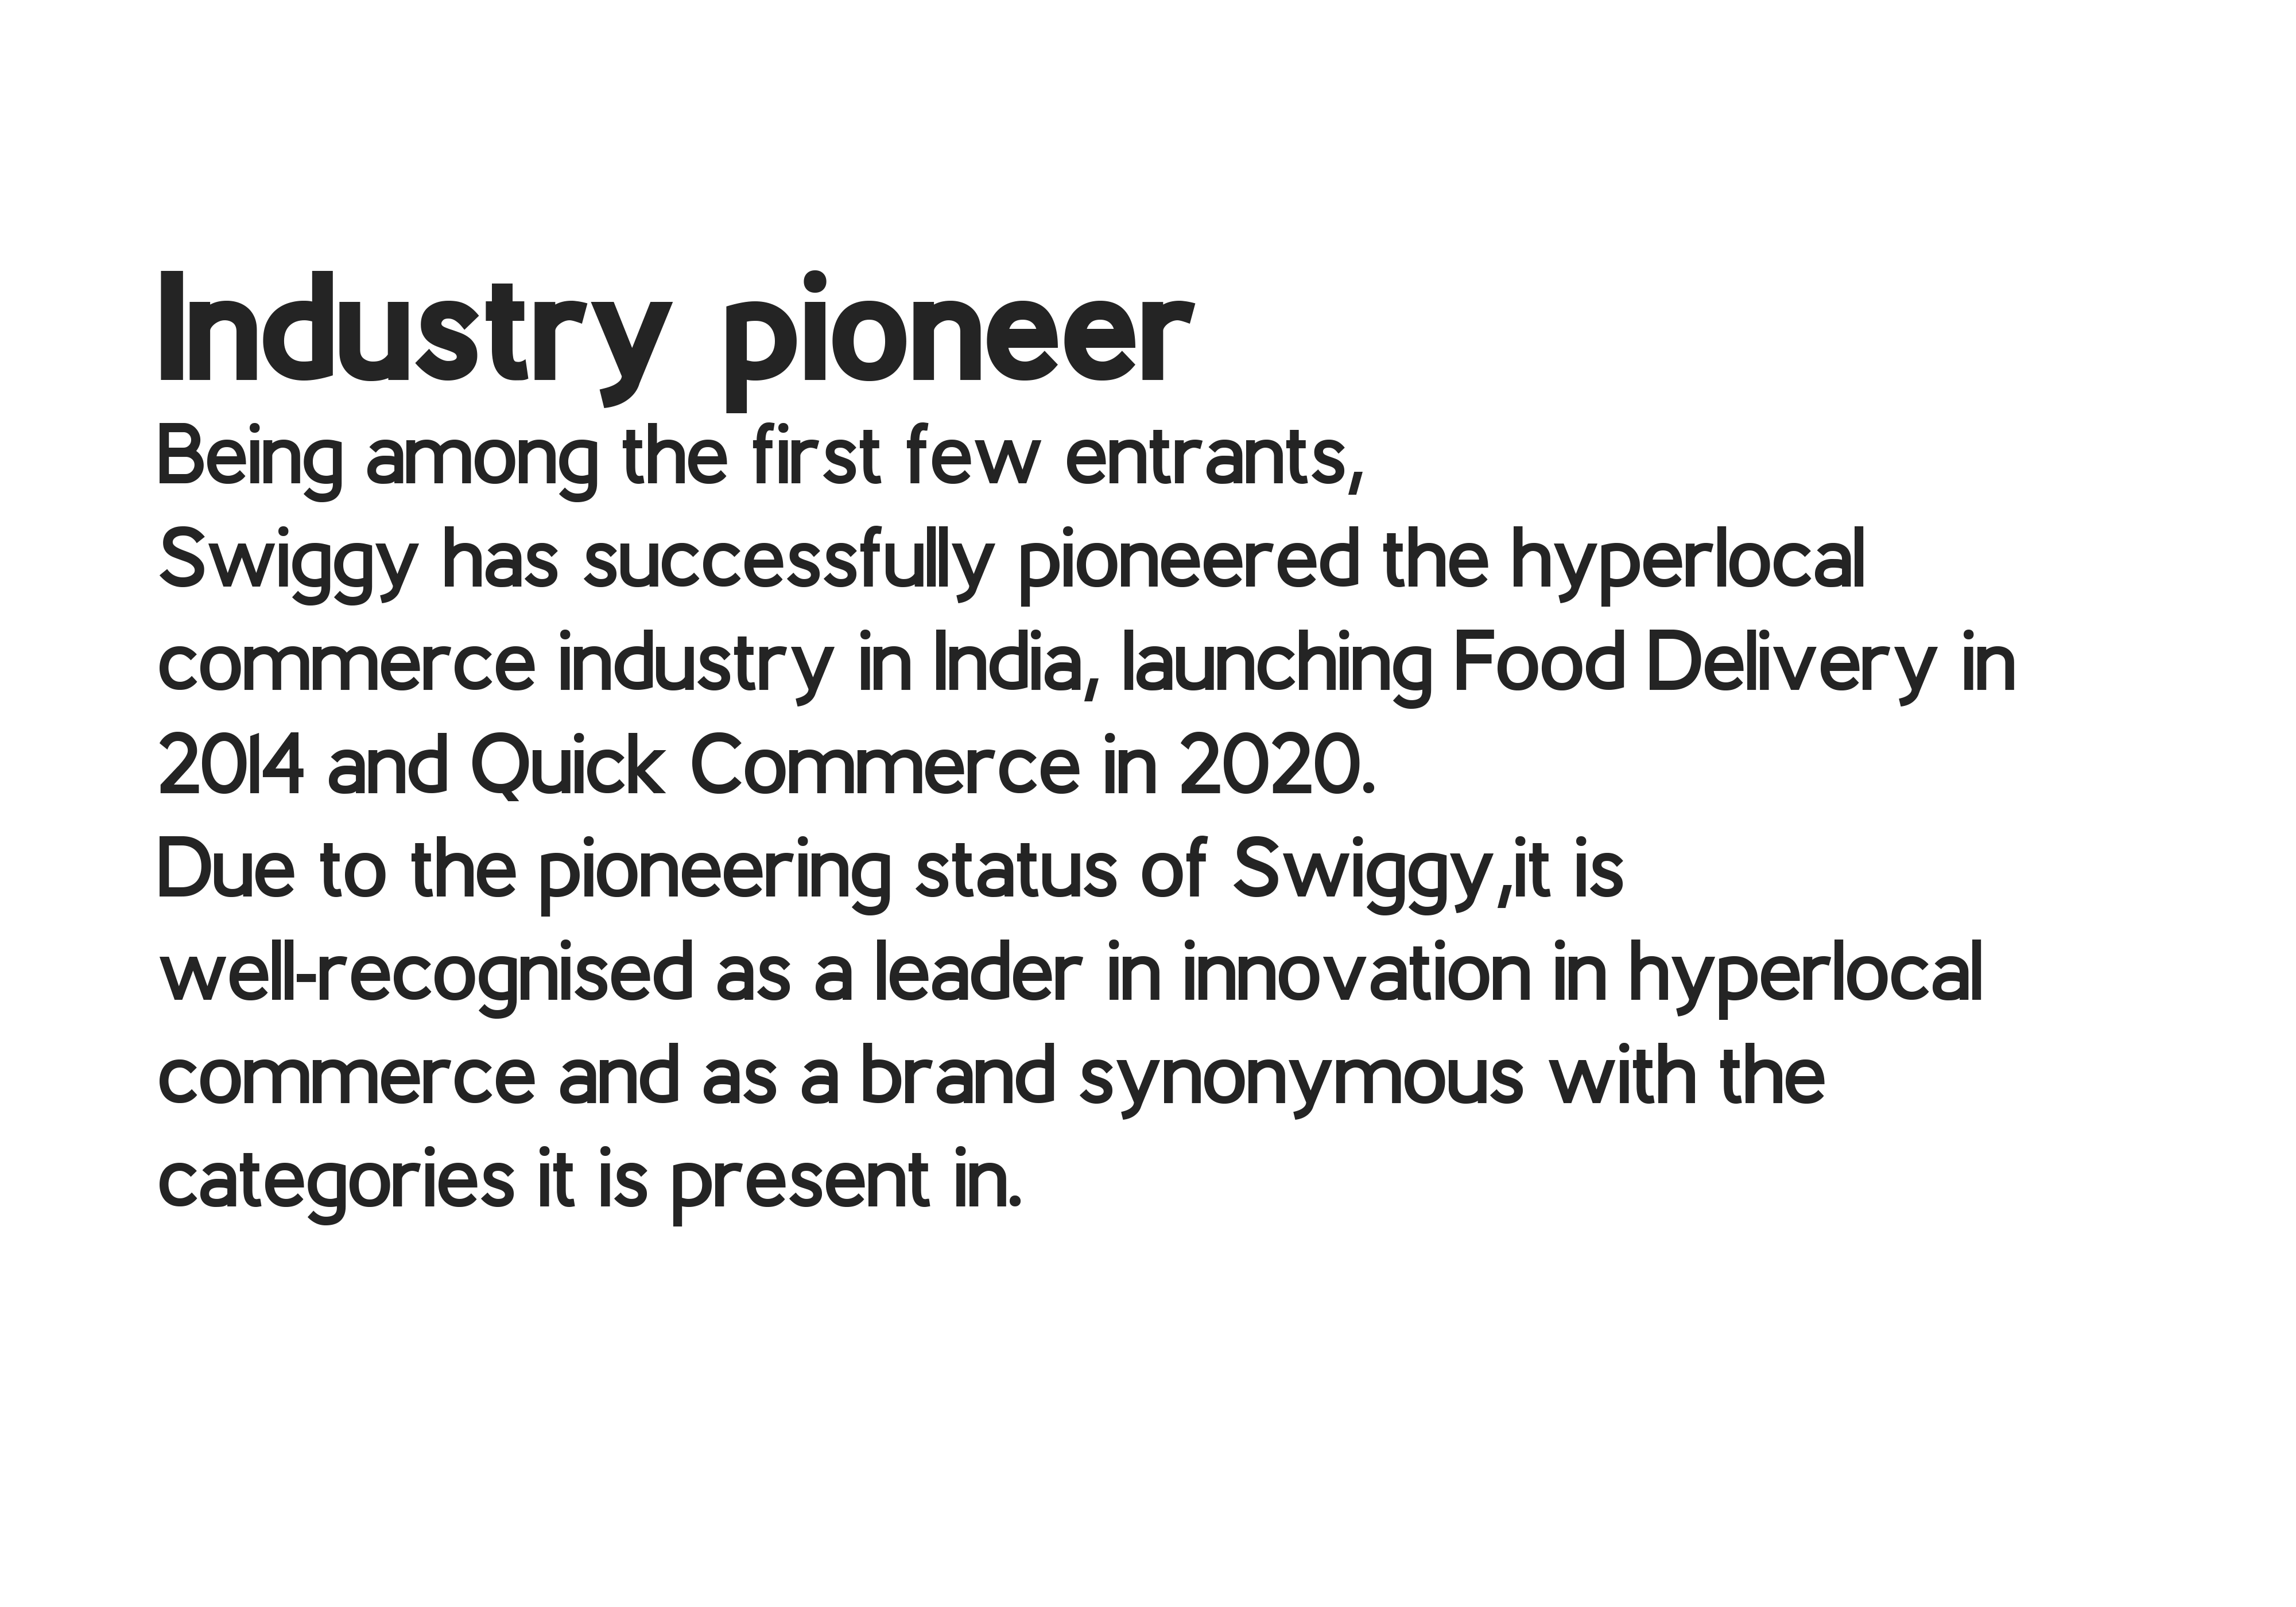 Industry pioneer
Being among the first few entrants,
Swiggy has successfully pioneered the hyperlocal
commerce industry in India, launching Food Delivery in
2014 and Quick Commerce in 2020.
Due to the pioneering status of Swiggy,it is
well-recognised as a leader in innovation in hyperlocal
commerce and as a brand synonymous with the
categories it is present in.